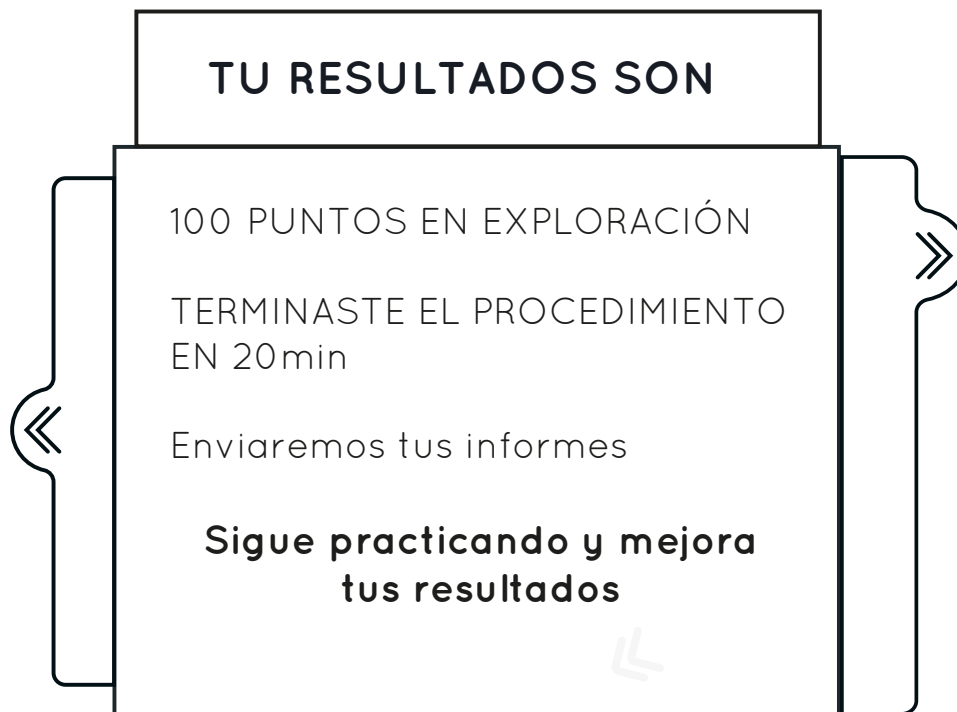 TU RESULTADOS SON
100 PUNTOS EN EXPLORACIÓN
TERMINASTE EL PROCEDIMIENTO
EN 20min
Enviaremos tus informes
Sigue practicando y mejora
tus resultados